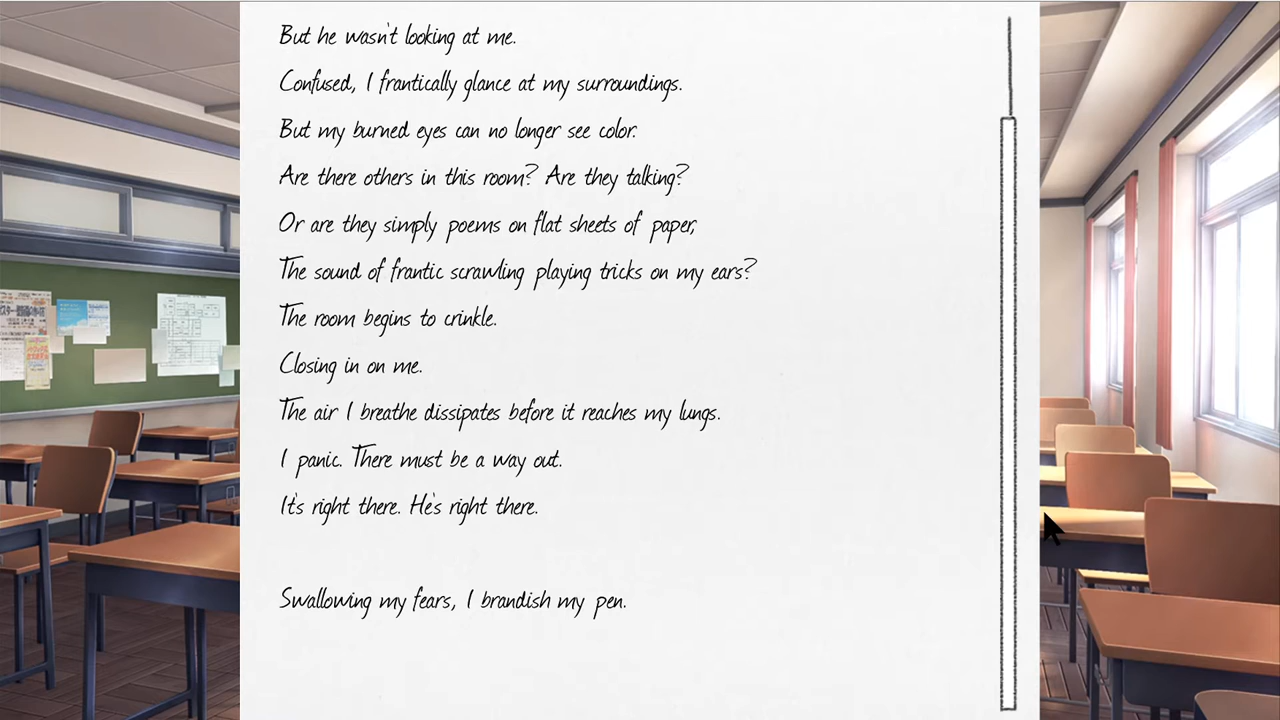 But he wasn't looking at me.
Confused, I frantically glance at my surroundings.
But my burned eyes can no longer see color.
Are there others in this room? Are they talking?
Or are they simply poems on flat sheets of paper,
The sound of frantic scrawling playing tricks on my ears?
The room begins to crinkle.
Closing in on me.
The air I breathe dissipates before it reaches my lungs.
I panic. There must be a way out.
It's right there. He's right there.
Swallowing my fears, I brandish my pen.